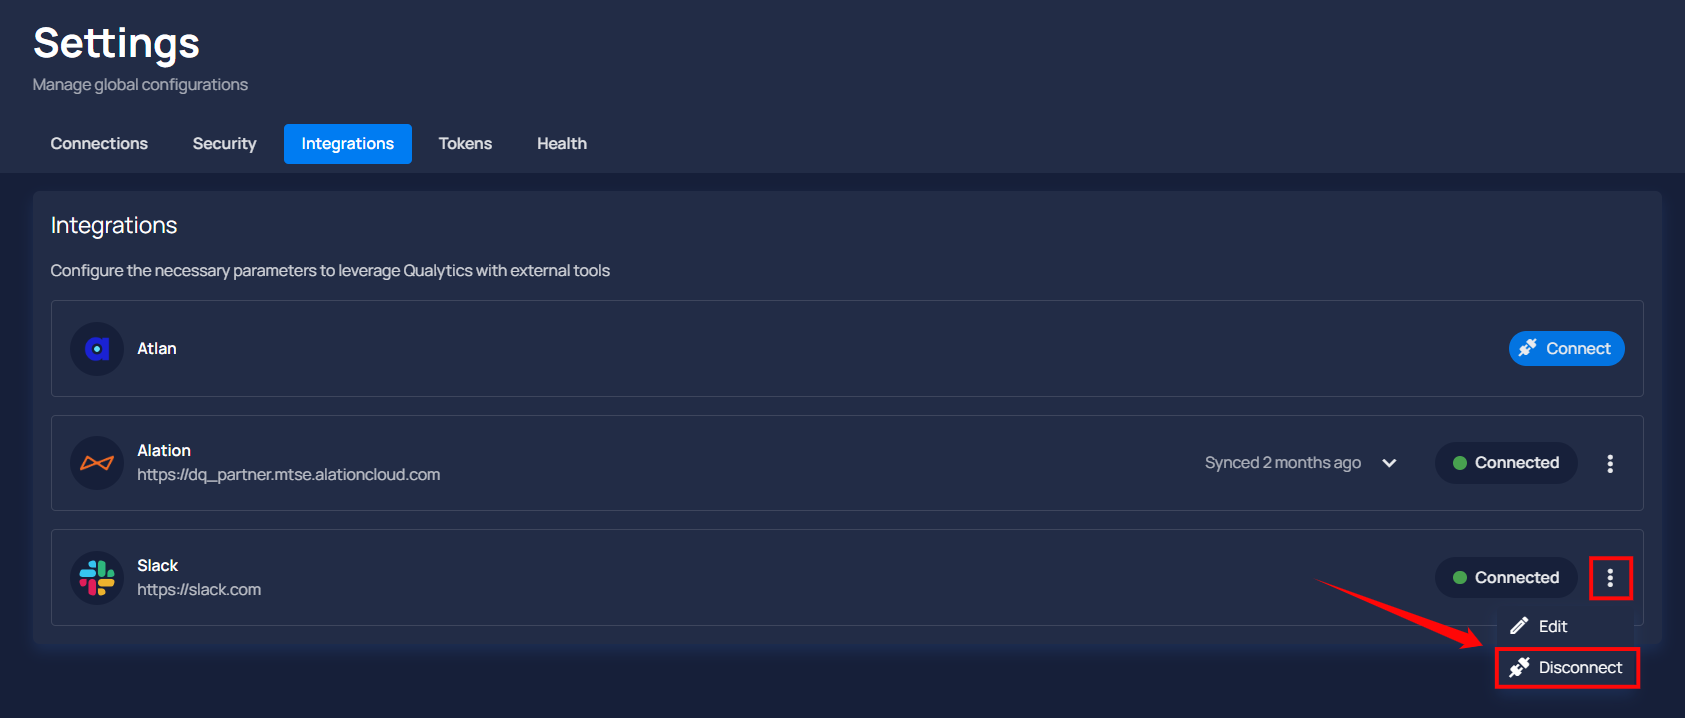 Settings
Manage global configurations
Connections Security Integrations Tokens Health
Integrations
Configure the necessary parameters to leverage Qualytics with external tools
Atlan
Connect
Alation
https://dq_partner.mtse.alationcloud.com
Synced 2 months ago
Connected
Slack
https://slack.com
Connected
Edit
Disconnect